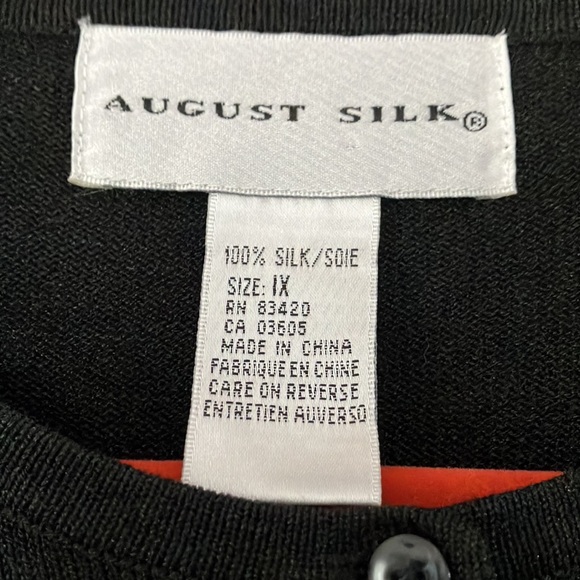 AUGUST SILK®
100% SILK/SOIE
SIZE: IX
RN 83420
CA 03605
MADE IN CHINA
FABRIQUE EN CHINE
CARE ON REVERSE
ENTRETIEN AUVERSO